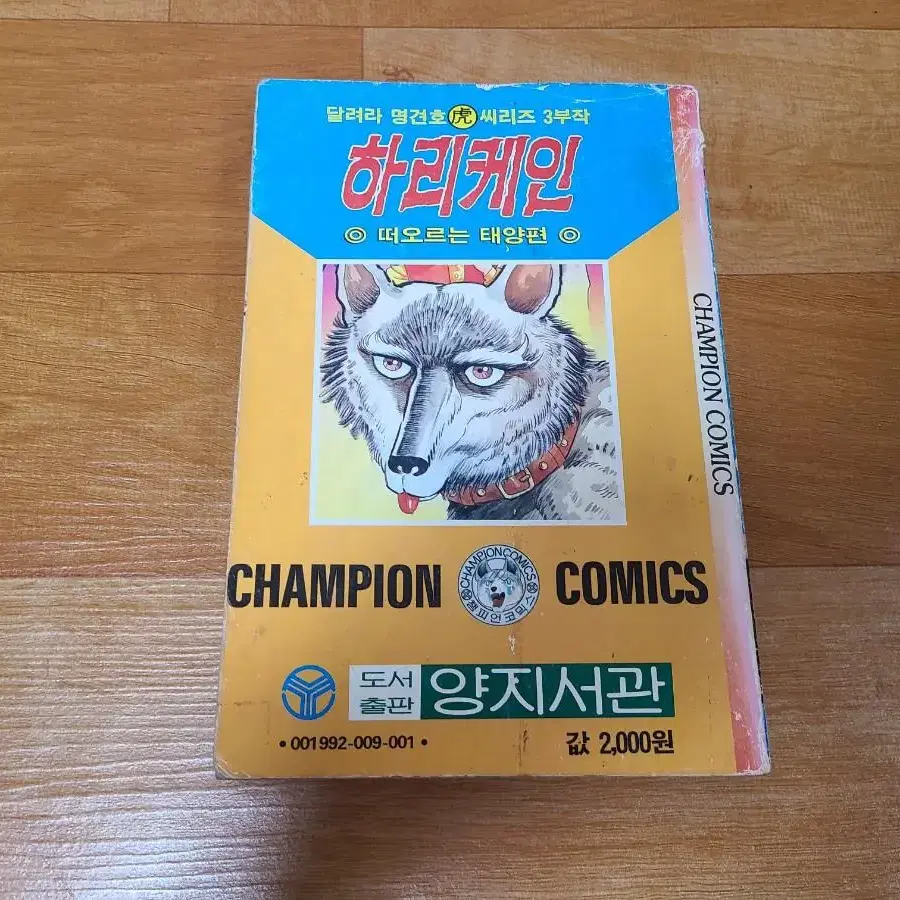 달려라 명견호 虎 씨리즈 3부작
하리케인
◎ 떠오르는 태양편 ◎
CHAMPION COMICS
CHAMPION COMICS
CHAMPIONCOMICS
챔피언코믹스
도서출판 양지서관
• 001992-009-001 •
값 2,000원